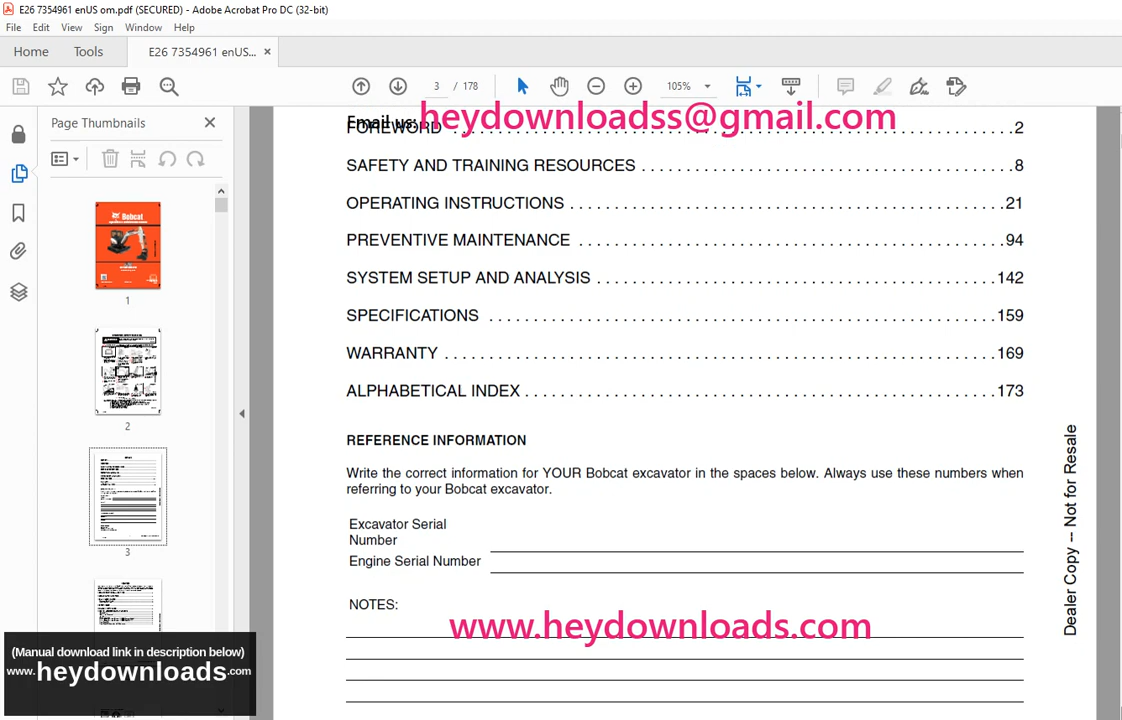 E26 7354961 enUS om.pdf (SECURED) - Adobe Acrobat Pro DC (32-bit)
File Edit View Sign Window Help
Home Tools E26 7354961 enUS... ×
3 / 178 105%
Page Thumbnails
Bobcat
1
2
3
Email us: heydownloadss@gmail.com
FOREWORD . . . . . . . . . . . . . . . . . . . . . . . . . . . . . . 2
SAFETY AND TRAINING RESOURCES . . . . . . . . . . . . . . . . . . . . . . . . . . . . . . 8
OPERATING INSTRUCTIONS . . . . . . . . . . . . . . . . . . . . . . . . . . . . . . 21
PREVENTIVE MAINTENANCE . . . . . . . . . . . . . . . . . . . . . . . . . . . . . . 94
SYSTEM SETUP AND ANALYSIS . . . . . . . . . . . . . . . . . . . . . . . . . . . . . . 142
SPECIFICATIONS . . . . . . . . . . . . . . . . . . . . . . . . . . . . . . 159
WARRANTY . . . . . . . . . . . . . . . . . . . . . . . . . . . . . . 169
ALPHABETICAL INDEX . . . . . . . . . . . . . . . . . . . . . . . . . . . . . . 173
REFERENCE INFORMATION
Write the correct information for YOUR Bobcat excavator in the spaces below. Always use these numbers when
referring to your Bobcat excavator.
Excavator Serial
Number
Engine Serial Number
NOTES:
www.heydownloads.com
Dealer Copy -- Not for Resale
(Manual download link in description below)
www.heydownloads.com